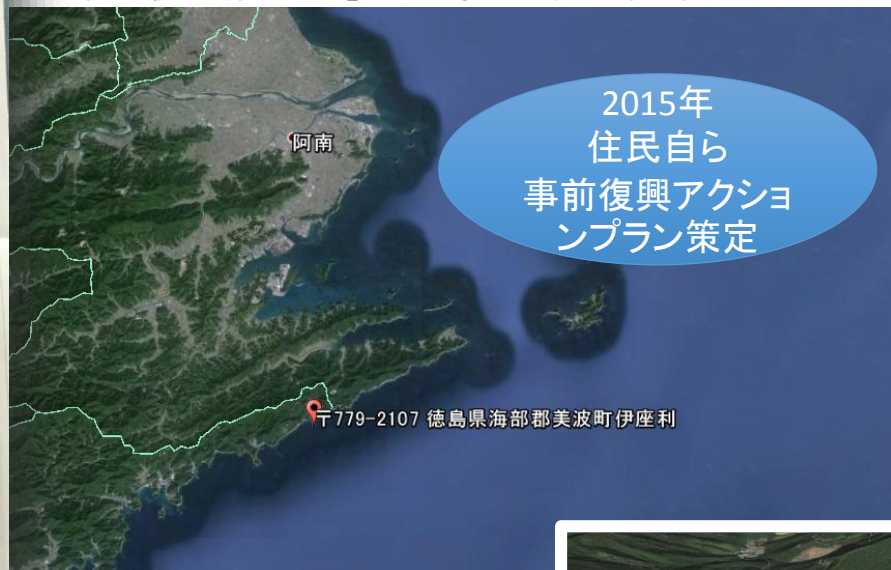 2015年
住民自ら
事前復興アクショ
ンプラン策定
阿南
〒779-2107 徳島県海部郡美波町伊座利